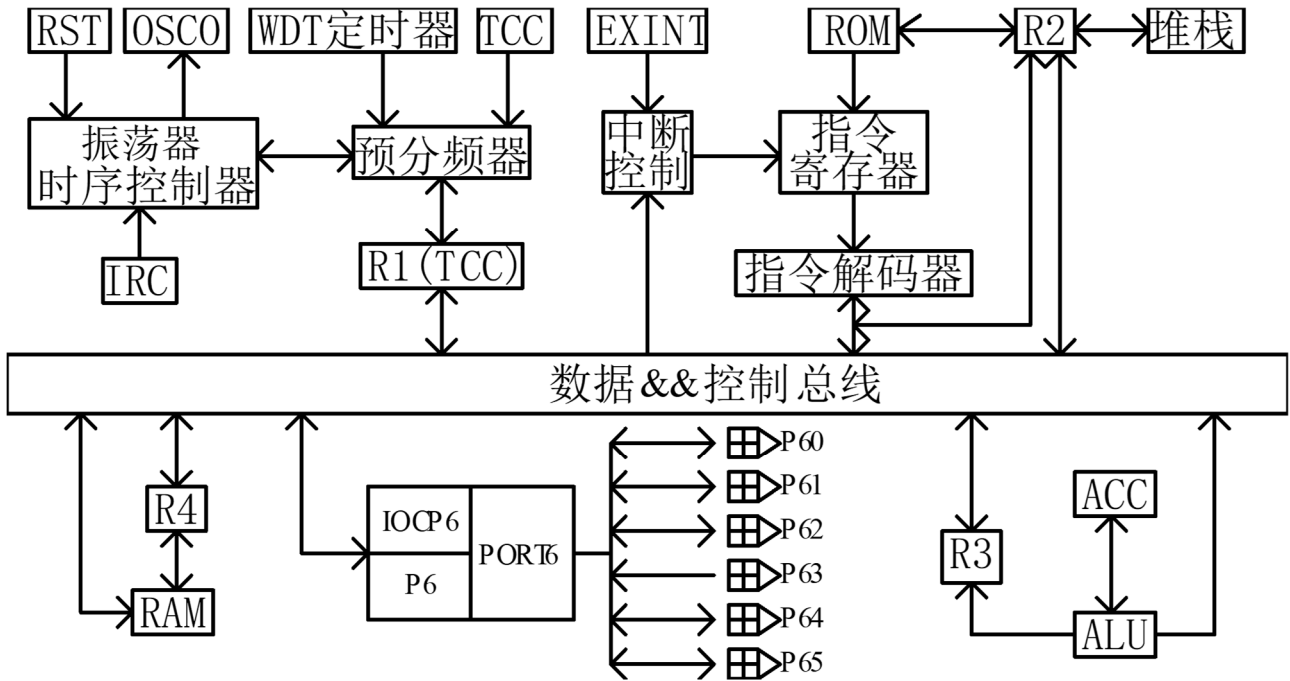 RST
OSCO
WDT定时器
TCC
EXINT
ROM
R2
堆栈
振荡器
时序控制器
预分频器
中断
控制
指令
寄存器
IRC
R1(TCC)
指令解码器
数据&&控制总线
R4
RAM
IOCP6
P6
PORT6
P60
P61
P62
P63
P64
P65
R3
ACC
ALU